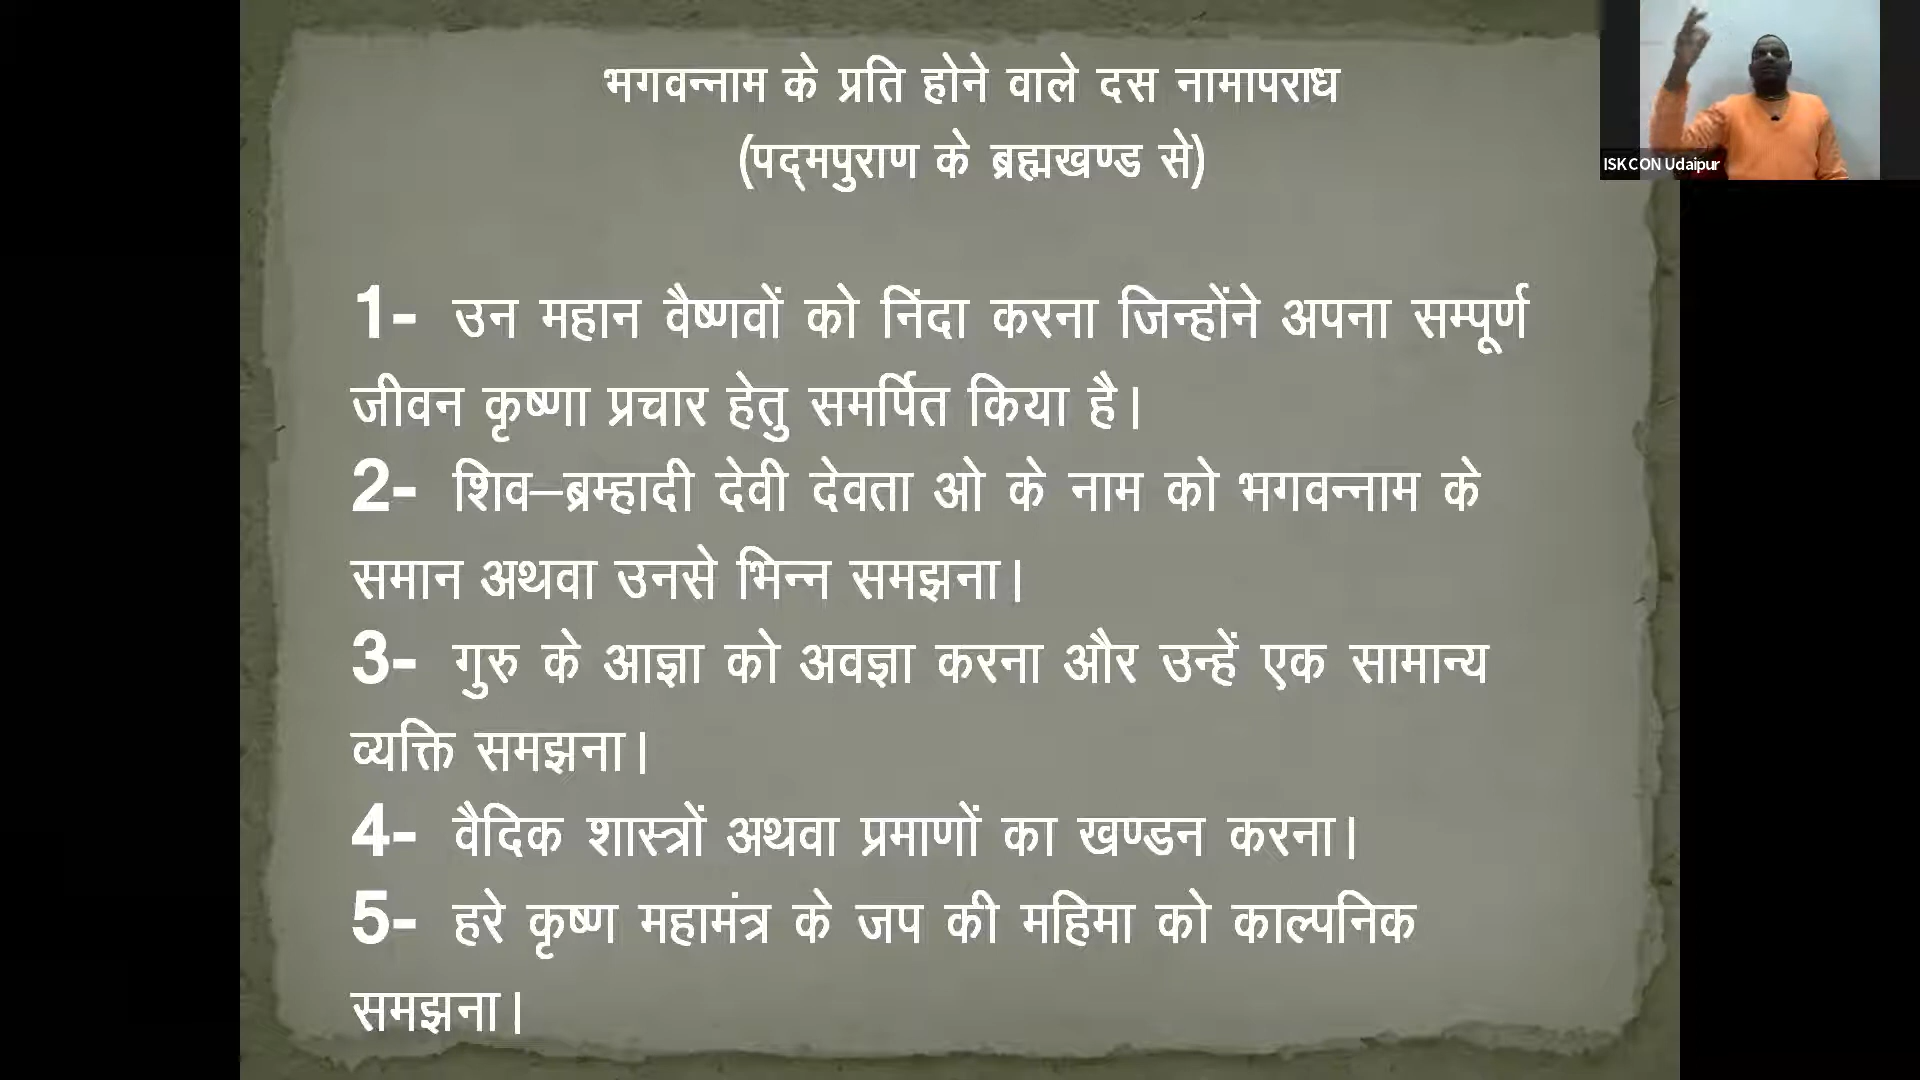 भगवन्नाम के प्रति होने वाले दस नामापराध
(पद्मपुराण के ब्रह्मखण्ड से)
1- उन महान वैष्णवों को निंदा करना जिन्होंने अपना सम्पूर्ण
जीवन कृष्णा प्रचार हेतु समर्पित किया है।
2- शिव–ब्रम्हादी देवी देवता ओ के नाम को भगवन्नाम के
समान अथवा उनसे भिन्न समझना।
3- गुरु के आज्ञा को अवज्ञा करना और उन्हें एक सामान्य
व्यक्ति समझना।
4- वैदिक शास्त्रों अथवा प्रमाणों का खण्डन करना।
5- हरे कृष्ण महामंत्र के जप की महिमा को काल्पनिक
समझना।
ISKCON Udaipur